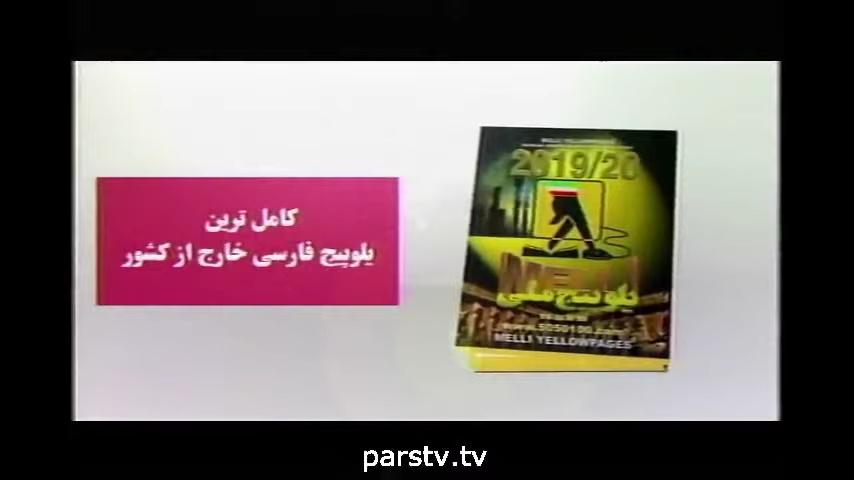 کامل ترین
یلوپیج فارسی خارج از کشور
2019/20
یلوپیج ملی
MELLI YELLOWPAGES
parstv.tv